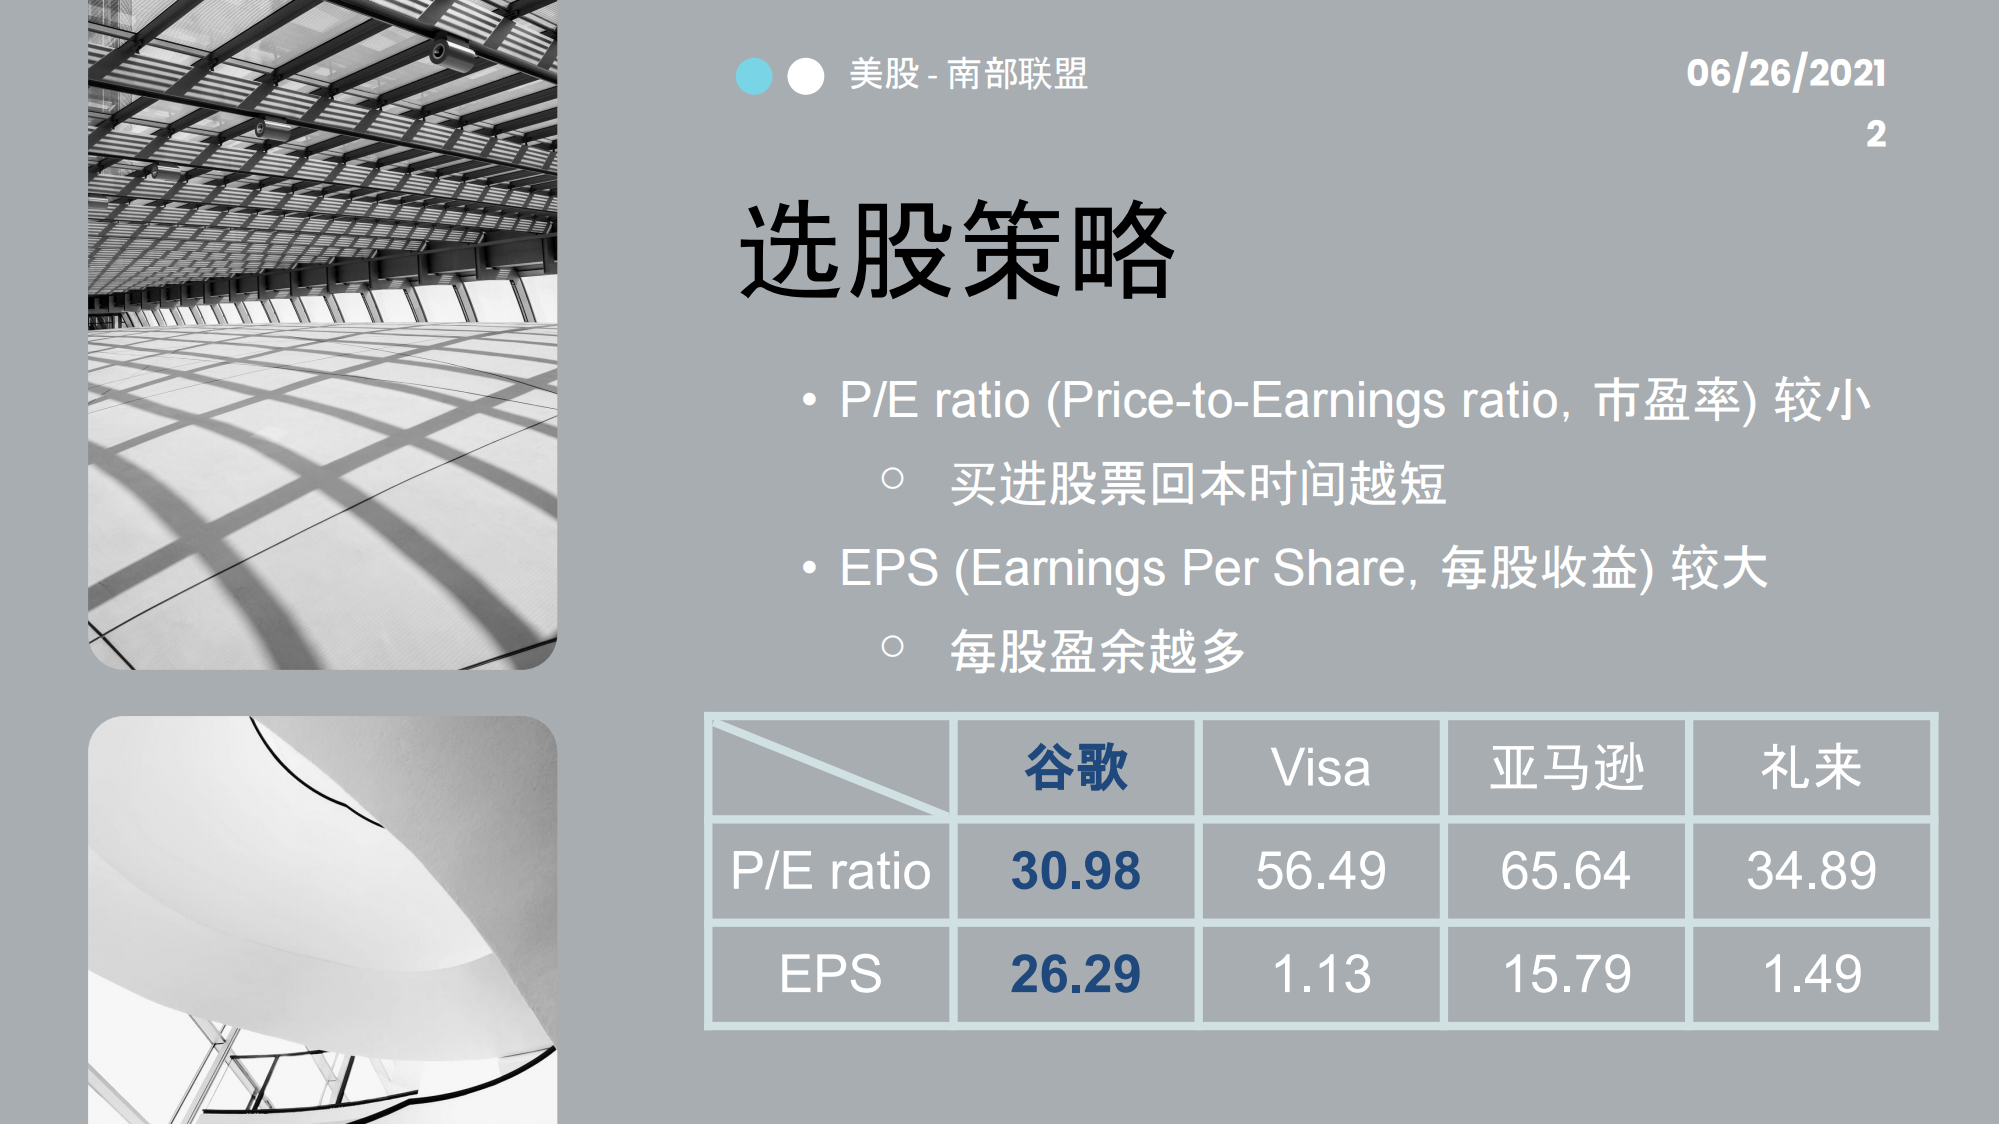 美股 - 南部联盟
06/26/2021
2
选股策略
• P/E ratio (Price-to-Earnings ratio, 市盈率) 较小
○ 买进股票回本时间越短
• EPS (Earnings Per Share, 每股收益) 较大
○ 每股盈余越多
谷歌 Visa 亚马逊 礼来
P/E ratio 30.98 56.49 65.64 34.89
EPS 26.29 1.13 15.79 1.49